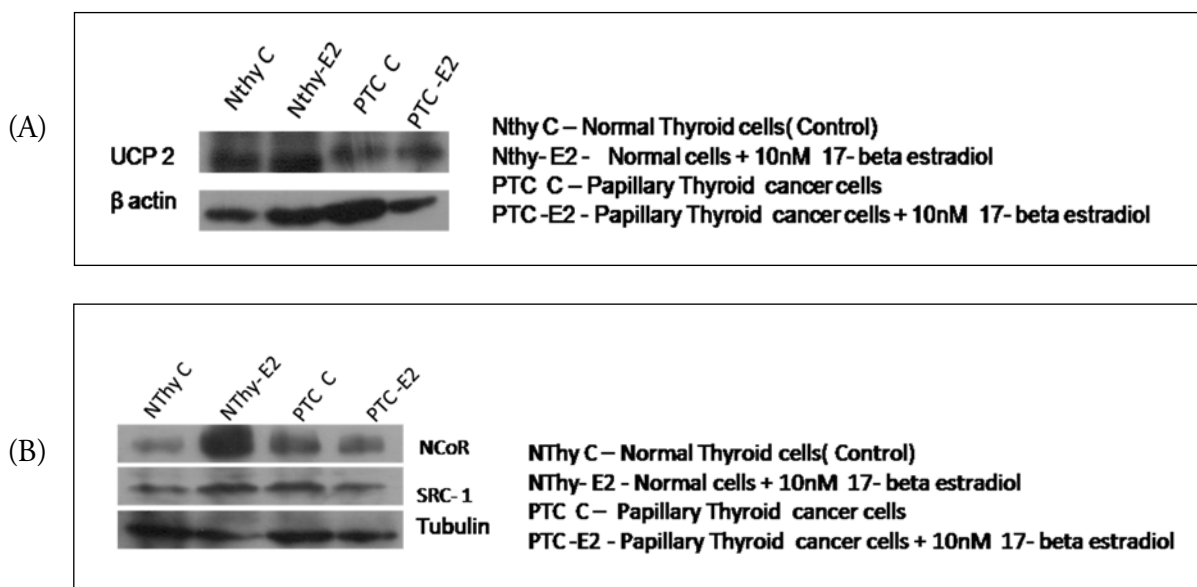 (A)
Nthy C Nthy-E2 PTC C PTC -E2
UCP 2
β actin
Nthy C – Normal Thyroid cells( Control)
Nthy- E2 - Normal cells + 10nM 17- beta estradiol
PTC C – Papillary Thyroid cancer cells
PTC -E2 - Papillary Thyroid cancer cells + 10nM 17- beta estradiol
(B)
NThy C NThy-E2 PTC C PTC -E2
NCoR
SRC- 1
Tubulin
NThy C – Normal Thyroid cells( Control)
NThy- E2 - Normal cells + 10nM 17- beta estradiol
PTC C – Papillary Thyroid cancer cells
PTC -E2 - Papillary Thyroid cancer cells + 10nM 17- beta estradiol